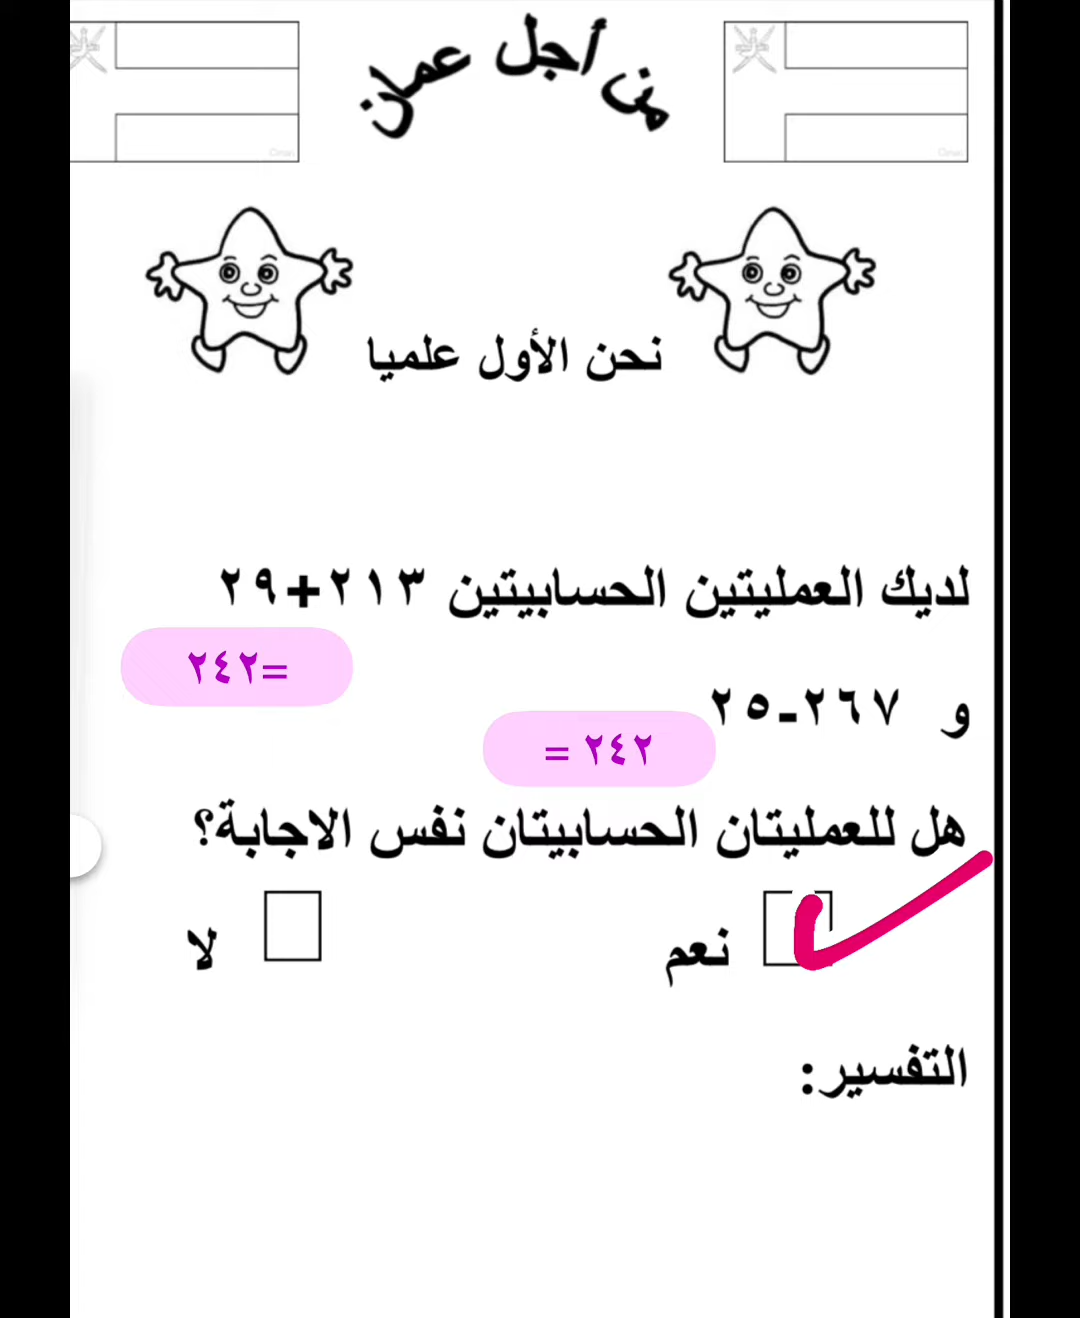 من أجل عمان
نحن الأول علميا
لديك العمليتين الحسابيتين ٢١٣+٢٩
=٢٤٢
و ٢٦٧-٢٥
٢٤٢ =
هل للعمليتان الحسابيتان نفس الاجابة؟
نعم لا
التفسير: